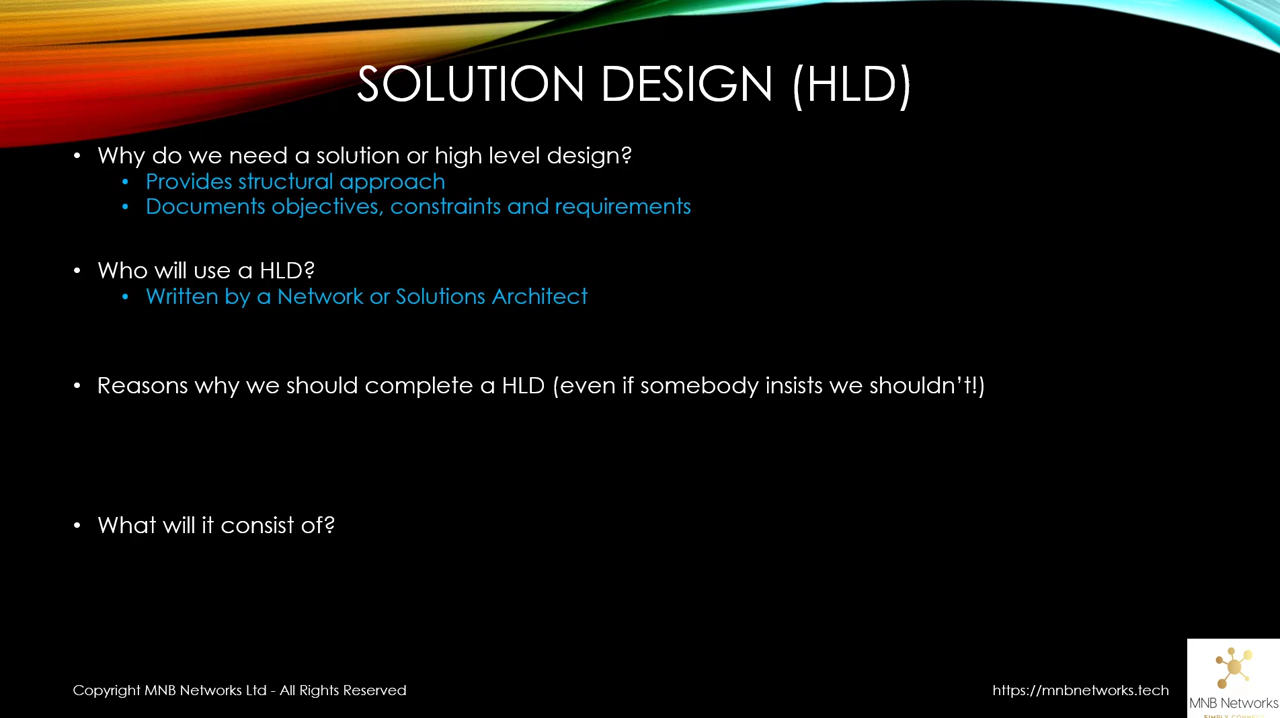 SOLUTION DESIGN (HLD)
• Why do we need a solution or high level design?
• Provides structural approach
• Documents objectives, constraints and requirements
• Who will use a HLD?
• Written by a Network or Solutions Architect
• Reasons why we should complete a HLD (even if somebody insists we shouldn't!)
• What will it consist of?
Copyright MNB Networks Ltd - All Rights Reserved
https://mnbnetworks.tech
MNB Networks